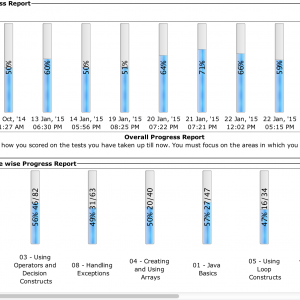 ss Report
50% 60% 50% 51% 64% 71% 66% 59%
Oct, '14 13 Jan, '15 14 Jan, '15 19 Jan, '15 20 Jan, '15 21 Jan, '15 22 Jan, '15 22 Jan, '15
1:27 AM 06:30 PM 05:56 PM 08:25 PM 07:22 PM 07:21 PM 12:02 PM 05:15 PM
Overall Progress Report
how you scored on the tests you have taken up till now. You must focus on the areas in which you
e wise Progress Report
56% 46/82 49% 31/63 50% 20/40 57% 27/47 47% 16/34
03 - Using 08 - Handling 04 - Creating 01 - Java 05 - Using
Operators and Exceptions and Using Basics Loop
Decision Arrays Constructs
Constructs